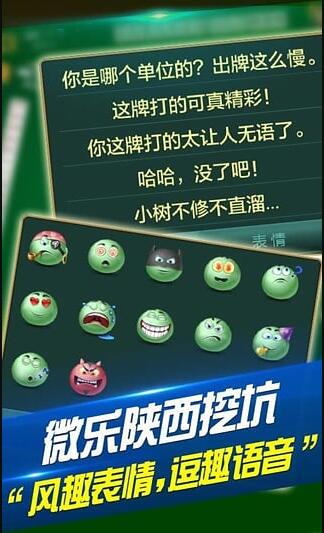 你是哪个单位的？出牌这么慢。
这牌打的可真精彩！
你这牌打的太让人无语了。
哈哈，没了吧！
小树不修不直溜...
表情
微乐陕西挖坑
“风趣表情,逗趣语音”